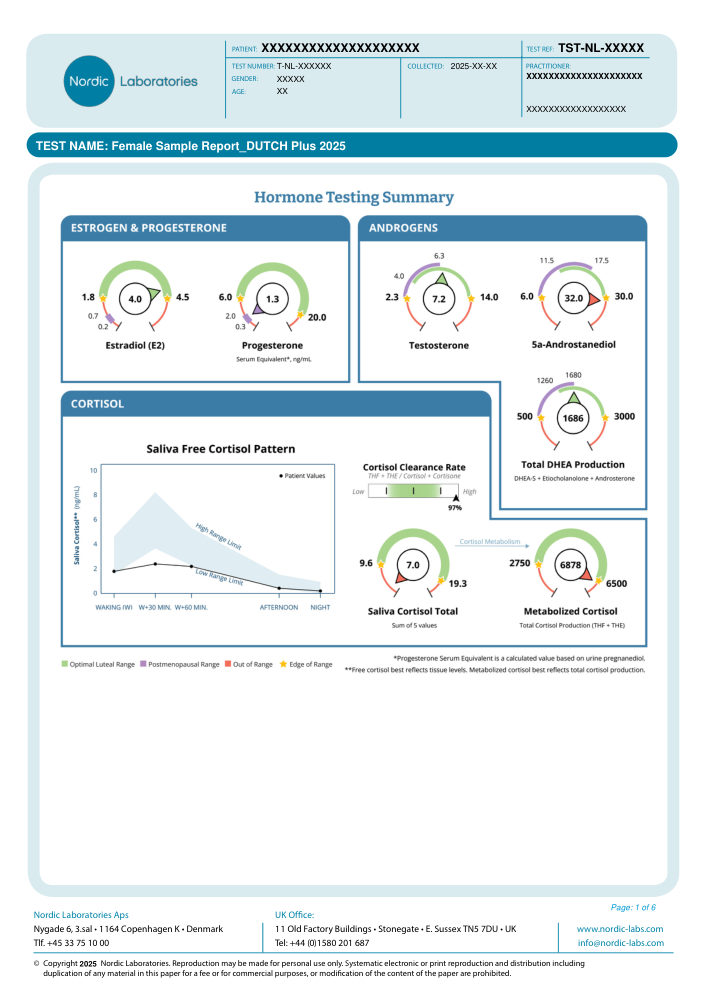 Nordic Laboratories
PATIENT: XXXXXXXXXXXXXXXXXXXX
TEST REF: TST-NL-XXXXX
TEST NUMBER: T-NL-XXXXXX
GENDER: XXXXX
AGE: XX
COLLECTED: 2025-XX-XX
PRACTITIONER:
XXXXXXXXXXXXXXXXXXXXX
XXXXXXXXXXXXXXXXXX
TEST NAME: Female Sample Report_DUTCH Plus 2025
Hormone Testing Summary
ESTROGEN & PROGESTERONE
1.8
4.0
4.5
0.7
0.2
Estradiol (E2)
6.0
1.3
20.0
2.0
0.3
Progesterone
Serum Equivalent*, ng/mL
ANDROGENS
6.3
4.0
2.3
7.2
14.0
Testosterone
11.5
17.5
6.0
32.0
30.0
5a-Androstanediol
1680
1260
500
1686
3000
Total DHEA Production
DHEA-S + Etiocholanolone + Androsterone
CORTISOL
Saliva Free Cortisol Pattern
Patient Values
Saliva Cortisol** (ng/mL)
10
8
6
4
2
0
High Range Limit
Low Range Limit
WAKING (W)
W+30 MIN.
W+60 MIN.
AFTERNOON
NIGHT
Cortisol Clearance Rate
THF + THE / Cortisol + Cortisone
Low
High
97%
9.6
7.0
19.3
Saliva Cortisol Total
Sum of 5 values
Cortisol Metabolism
2750
6878
6500
Metabolized Cortisol
Total Cortisol Production (THF + THE)
Optimal Luteal Range
Postmenopausal Range
Out of Range
Edge of Range
*Progesterone Serum Equivalent is a calculated value based on urine pregnanediol.
**Free cortisol best reflects tissue levels. Metabolized cortisol best reflects total cortisol production.
Page: 1 of 6
Nordic Laboratories Aps
Nygade 6, 3.sal • 1164 Copenhagen K • Denmark
Tlf. +45 33 75 10 00
UK Office:
11 Old Factory Buildings • Stonegate • E. Sussex TN5 7DU • UK
Tel: +44 (0)1580 201 687
www.nordic-labs.com
info@nordic-labs.com
© Copyright 2025 Nordic Laboratories. Reproduction may be made for personal use only. Systematic electronic or print reproduction and distribution including
duplication of any material in this paper for a fee or for commercial purposes, or modification of the content of the paper are prohibited.